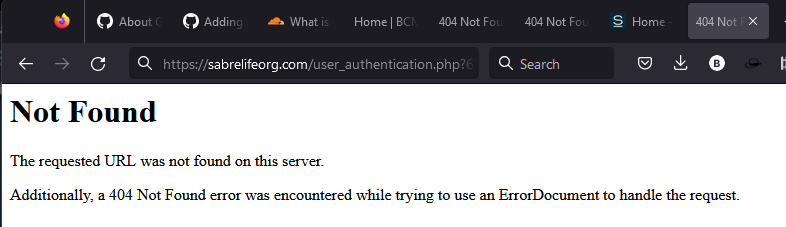 About G
Adding
What is
Home | BCM
404 Not Fou
404 Not Fou
Home -
404 Not F
https://sabrelifeorg.com/user_authentication.php?6
Search
B
Not Found
The requested URL was not found on this server.
Additionally, a 404 Not Found error was encountered while trying to use an ErrorDocument to handle the request.